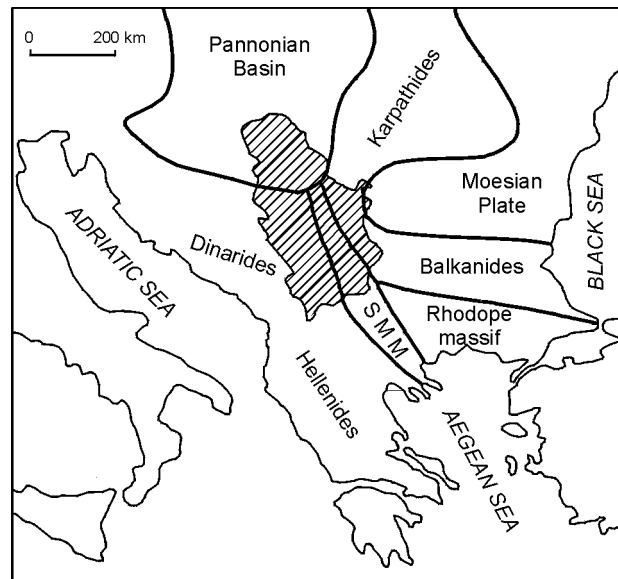 0 200 km
Pannonian
Basin
Karpathides
Moesian
Plate
BLACK SEA
ADRIATIC SEA
Dinarides
Balkanides
SMM
Rhodope
massif
Hellenides
AEGEAN SEA